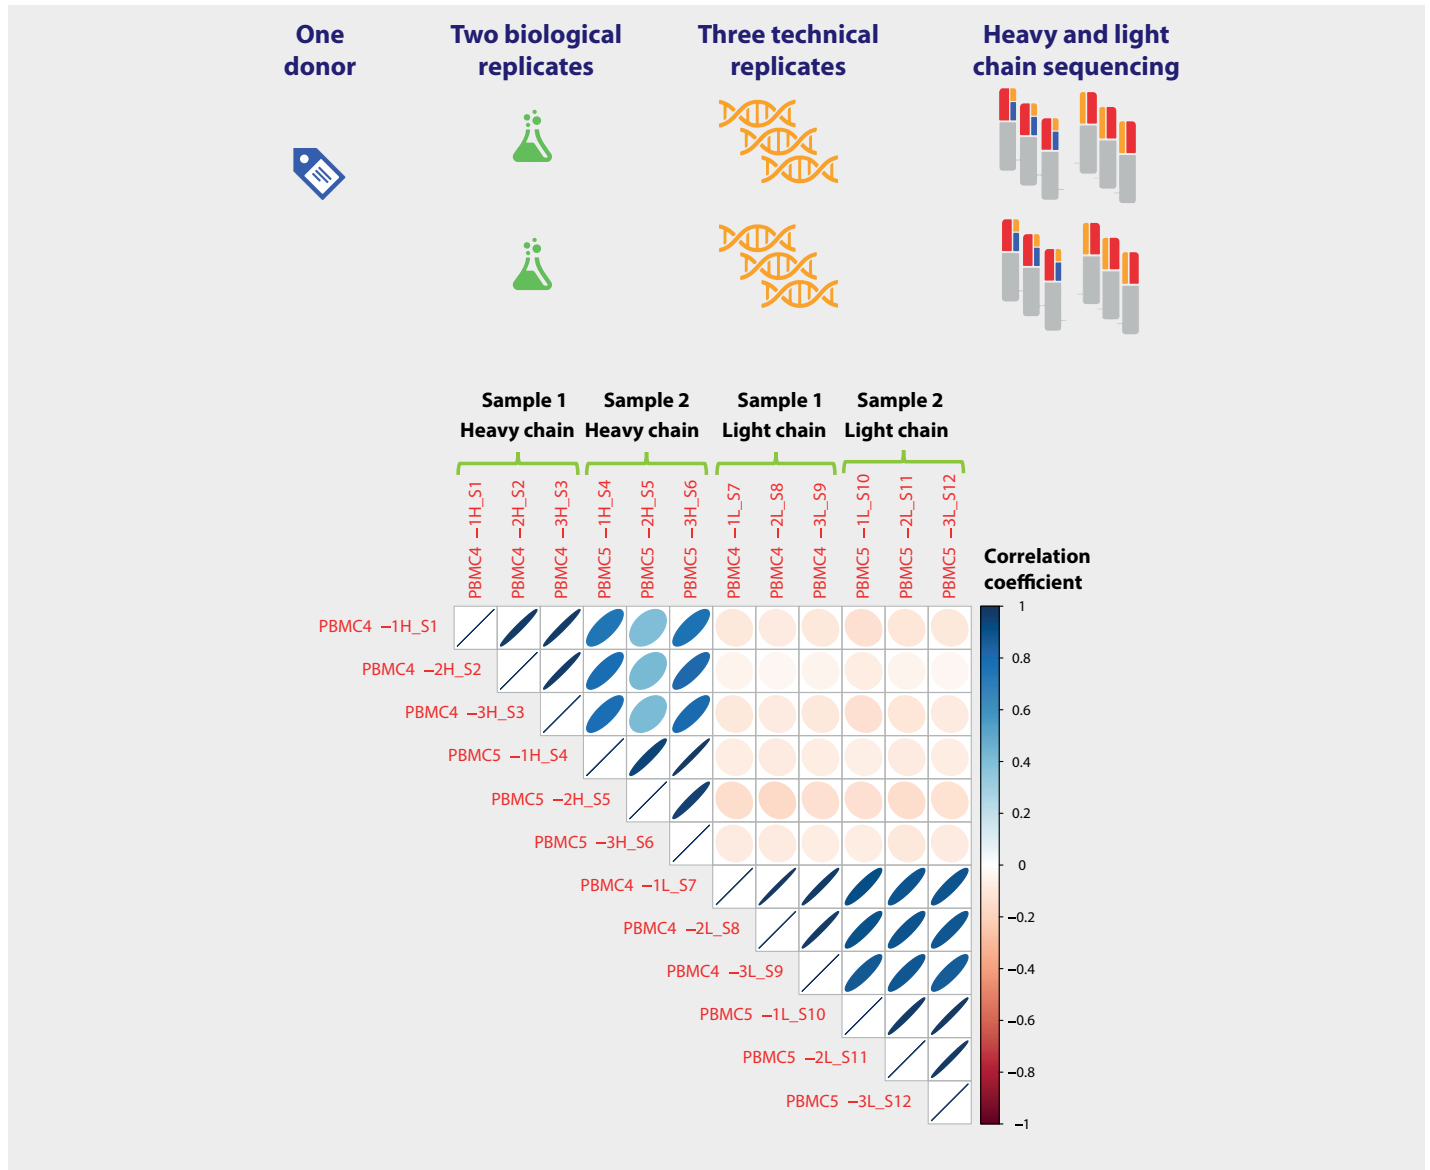 One
donor
Two biological
replicates
Three technical
replicates
Heavy and light
chain sequencing
Sample 1
Heavy chain
Sample 2
Heavy chain
Sample 1
Light chain
Sample 2
Light chain
PBMC4 −1H_S1
PBMC4 −2H_S2
PBMC4 −3H_S3
PBMC5 −1H_S4
PBMC5 −2H_S5
PBMC5 −3H_S6
PBMC4 −1L_S7
PBMC4 −2L_S8
PBMC4 −3L_S9
PBMC5 −1L_S10
PBMC5 −2L_S11
PBMC5 −3L_S12
Correlation
coefficient
PBMC4 −1H_S1
PBMC4 −2H_S2
PBMC4 −3H_S3
PBMC5 −1H_S4
PBMC5 −2H_S5
PBMC5 −3H_S6
PBMC4 −1L_S7
PBMC4 −2L_S8
PBMC4 −3L_S9
PBMC5 −1L_S10
PBMC5 −2L_S11
PBMC5 −3L_S12
1
0.8
0.6
0.4
0.2
0
−0.2
−0.4
−0.6
−0.8
−1